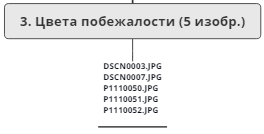 3. Цвета побежалости (5 изобр.)
DSCN0003.JPG
DSCN0007.JPG
P1110050.JPG
P1110051.JPG
P1110052.JPG